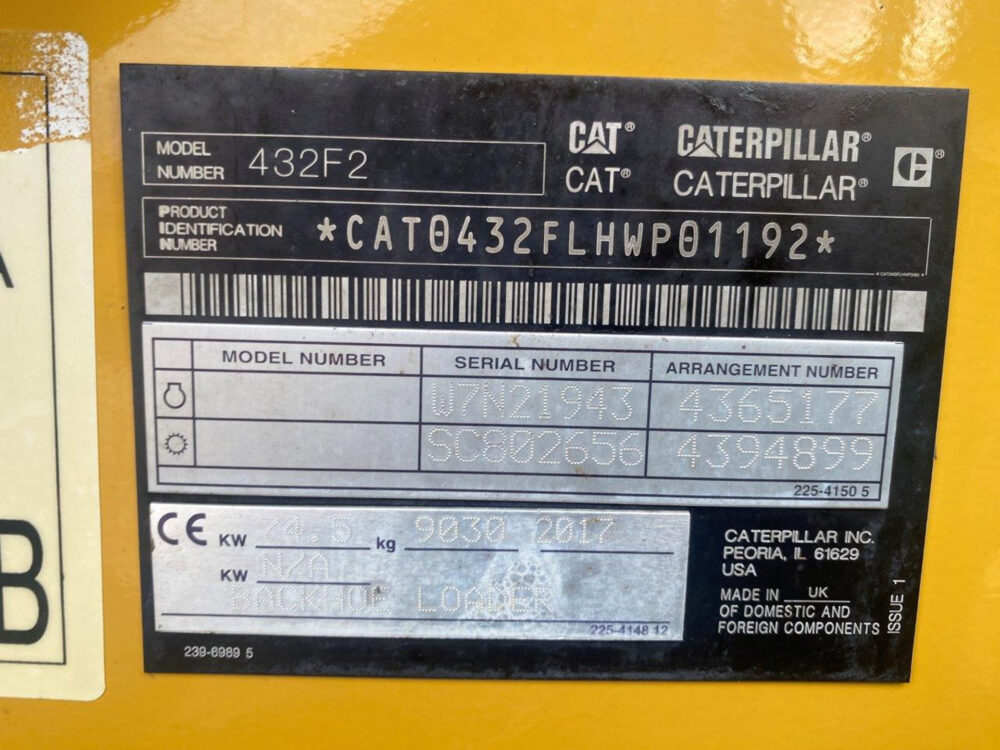 MODEL NUMBER 432F2
CAT® CATERPILLAR®
CAT® CATERPILLAR®
PRODUCT IDENTIFICATION NUMBER *CAT0432FLHWP01192*
MODEL NUMBER SERIAL NUMBER ARRANGEMENT NUMBER
W7N21943 4365177
SC802656 4394899
225-4150 5
CE KW 74.5 kg 9030 2017
KW N/A
BACKHOE LOADER
225-4148 12
239-6989 5
CATERPILLAR INC.
PEORIA, IL 61629
USA
MADE IN UK
OF DOMESTIC AND
FOREIGN COMPONENTS
ISSUE 1
A
B